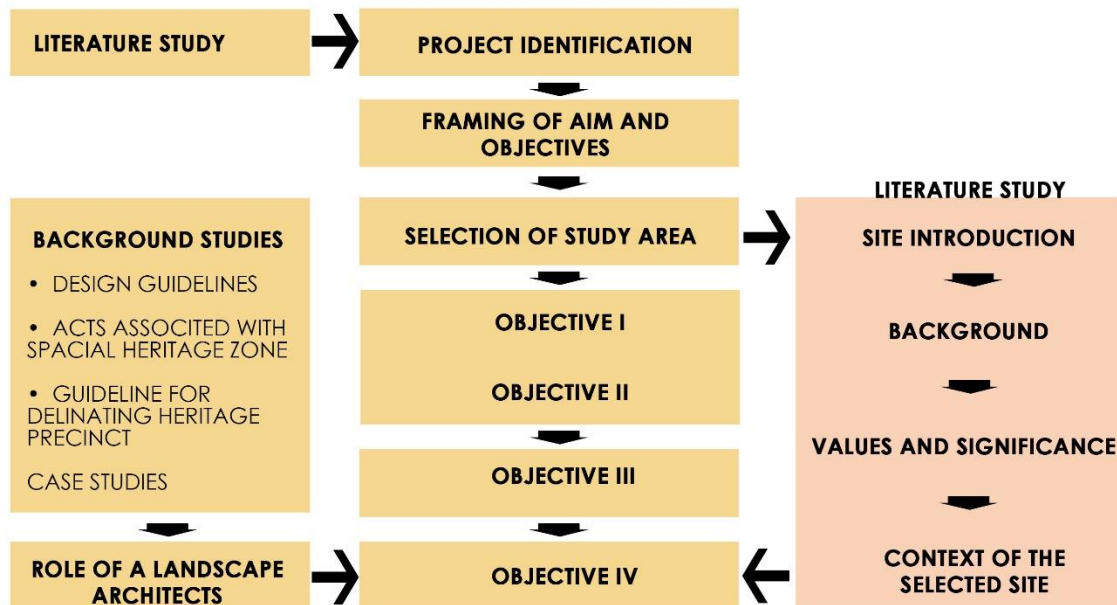 LITERATURE STUDY
PROJECT IDENTIFICATION
FRAMING OF AIM AND
OBJECTIVES
BACKGROUND STUDIES
• DESIGN GUIDELINES
• ACTS ASSOCITED WITH
SPACIAL HERITAGE ZONE
• GUIDELINE FOR
DELINATING HERITAGE
PRECINCT
CASE STUDIES
ROLE OF A LANDSCAPE
ARCHITECTS
SELECTION OF STUDY AREA
OBJECTIVE I
OBJECTIVE II
OBJECTIVE III
OBJECTIVE IV
LITERATURE STUDY
SITE INTRODUCTION
BACKGROUND
VALUES AND SIGNIFICANCE
CONTEXT OF THE
SELECTED SITE